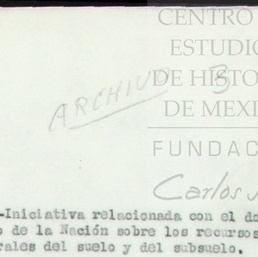 CENTRO
ESTUDIO
DE HISTO
DE MEXI
FUNDAC
Carlos
ARCHIVO B
-Iniciativa relacionada con el do
o de la Nación sobre los recursos
rales del suelo y del subsuelo.